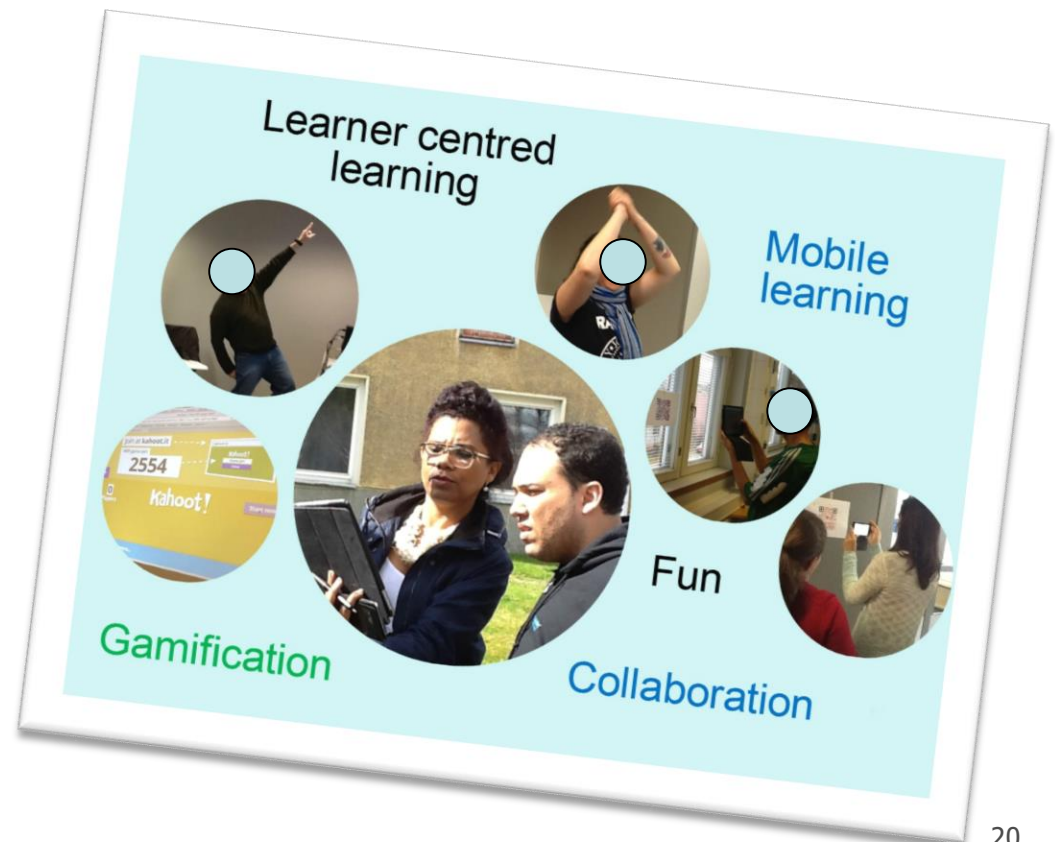 Learner centred
learning
Mobile
learning
2554
Kahoot!
Fun
Gamification
Collaboration
20